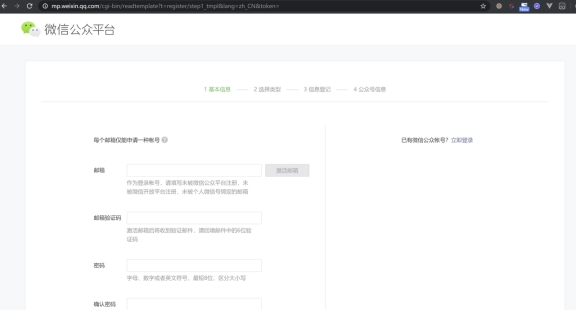 mp.weixin.qq.com/cgi-bin/readtemplate?t=register/step1_tmpl&lang=zh_CN&token=
New
微信公众平台
1 基本信息 2 选择类型 3 信息登记 4 公众号信息
每个邮箱仅能申请一种帐号
已有微信公众帐号? 立即登录
邮箱
激活邮箱
作为登录帐号,请填写未被微信公众平台注册,未
被微信开放平台注册,未被个人微信号绑定的邮箱
邮箱验证码
激活邮箱后将收到验证邮件,请回填邮件中的6位验
证码
密码
字母、数字或者英文符号,最短8位,区分大小写
确认密码